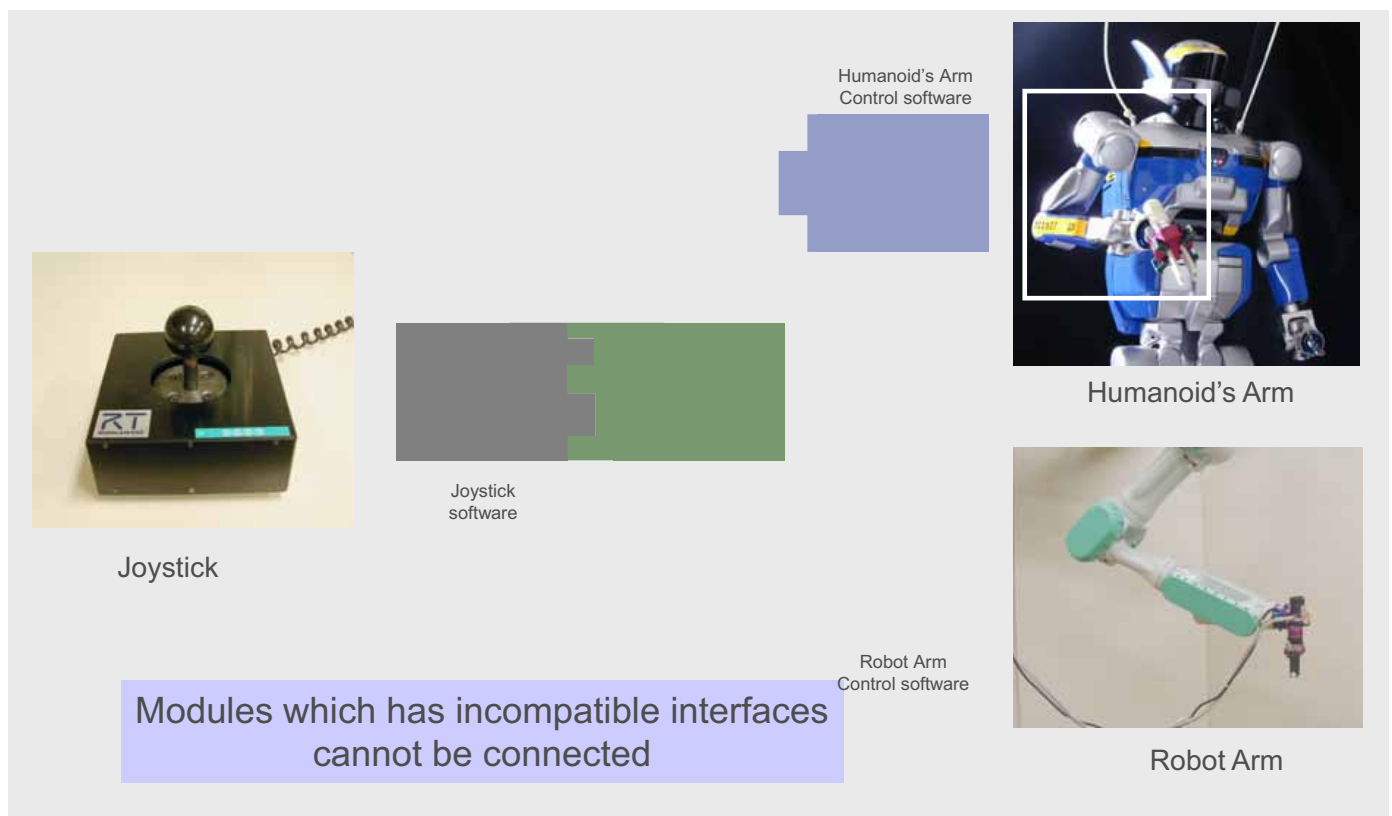 Humanoid's Arm
Control software
Humanoid's Arm
RT
Joystick
software
Joystick
Robot Arm
Control software
Modules which has incompatible interfaces
cannot be connected
Robot Arm